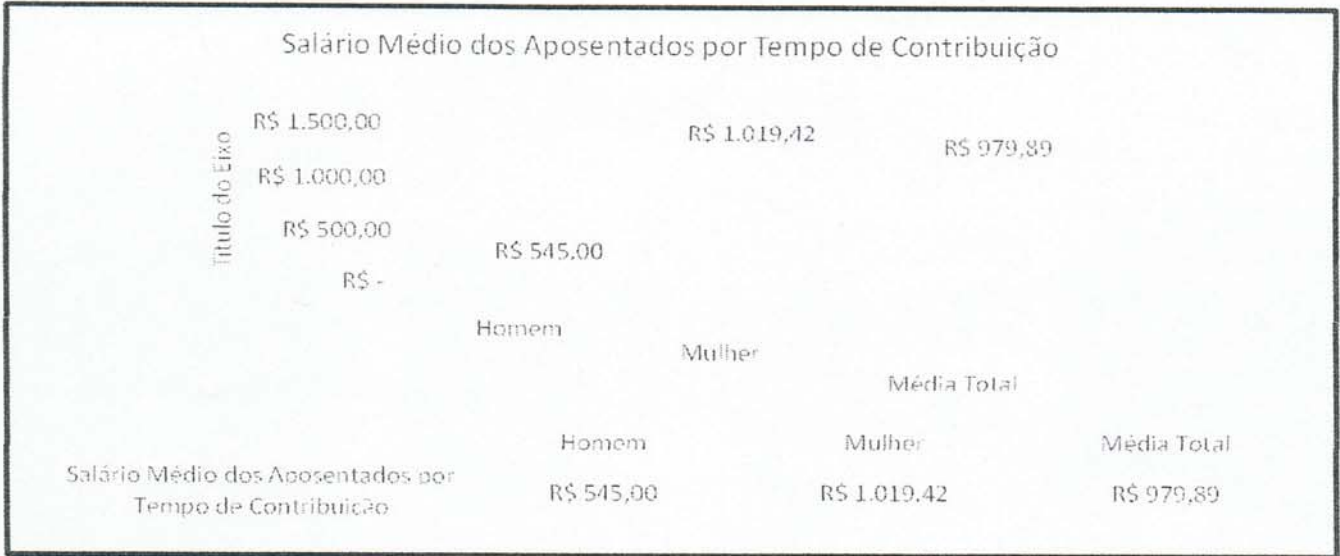 Salário Médio dos Aposentados por Tempo de Contribuição
Título do Eixo
R$ 1.500,00
R$ 1.000,00
R$ 500,00
R$ -
R$ 545,00
R$ 1.019,42
R$ 979,89
Homem
Mulher
Média Total
Homem Mulher Média Total
Salário Médio dos Aposentados por
Tempo de Contribuição
R$ 545,00 R$ 1.019.42 R$ 979,89